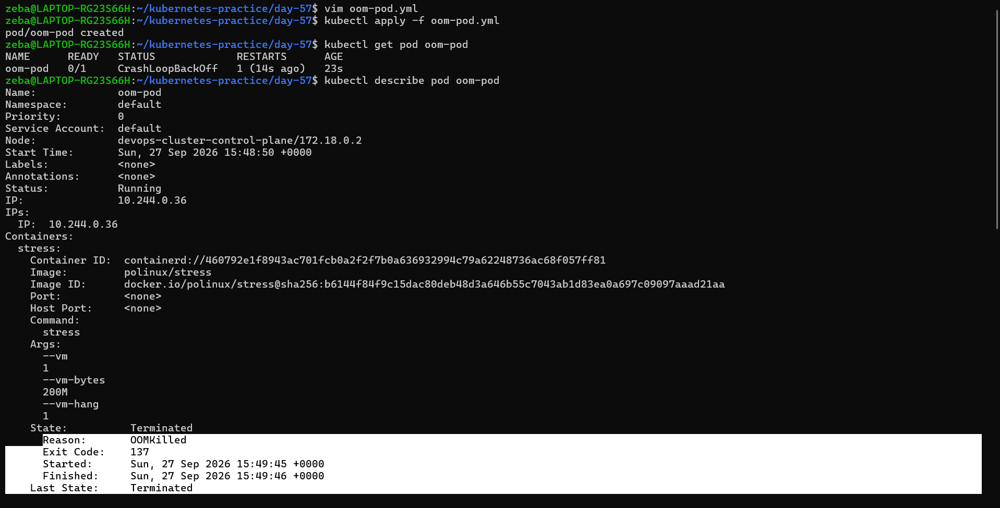 zeba@LAPTOP-RG23S66H:~/kubernetes-practice/day-57$ vim oom-pod.yml
zeba@LAPTOP-RG23S66H:~/kubernetes-practice/day-57$ kubectl apply -f oom-pod.yml
pod/oom-pod created
zeba@LAPTOP-RG23S66H:~/kubernetes-practice/day-57$ kubectl get pod oom-pod
NAME      READY   STATUS             RESTARTS      AGE
oom-pod   0/1     CrashLoopBackOff   1 (14s ago)   23s
zeba@LAPTOP-RG23S66H:~/kubernetes-practice/day-57$ kubectl describe pod oom-pod
Name:             oom-pod
Namespace:        default
Priority:         0
Service Account:  default
Node:             devops-cluster-control-plane/172.18.0.2
Start Time:       Sun, 27 Sep 2026 15:48:50 +0000
Labels:           <none>
Annotations:      <none>
Status:           Running
IP:               10.244.0.36
IPs:
  IP:  10.244.0.36
Containers:
  stress:
    Container ID:  containerd://460792e1f8943ac701fcb0a2f2f7b0a636932994c79a62248736ac68f057ff81
    Image:         polinux/stress
    Image ID:      docker.io/polinux/stress@sha256:b6144f84f9c15dac80deb48d3a646b55c7043ab1d83ea0a697c09097aaad21aa
    Port:          <none>
    Host Port:     <none>
    Command:
      stress
    Args:
      --vm
      1
      --vm-bytes
      200M
      --vm-hang
      1
    State:          Terminated
      Reason:       OOMKilled
      Exit Code:    137
      Started:      Sun, 27 Sep 2026 15:49:45 +0000
      Finished:     Sun, 27 Sep 2026 15:49:46 +0000
    Last State:     Terminated